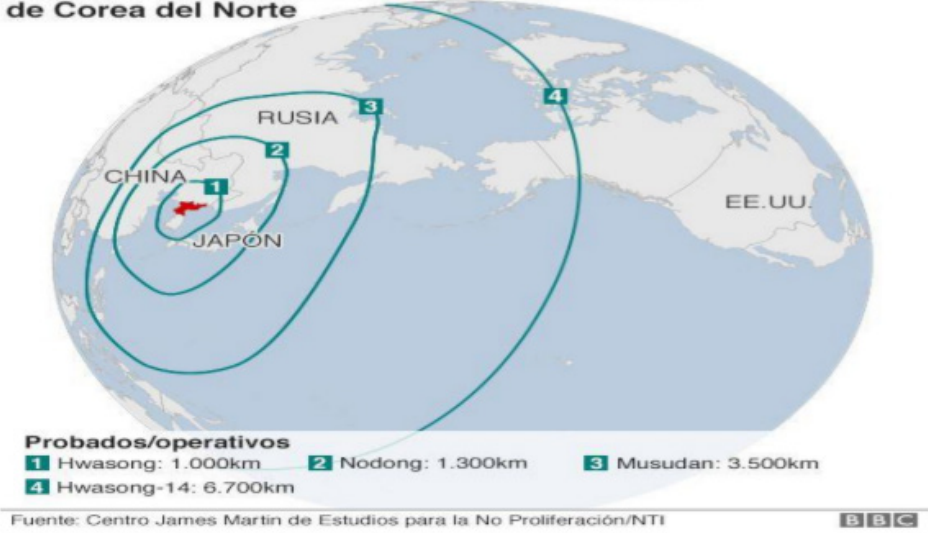 de Corea del Norte
3
4
RUSIA
2
CHINA
1
EE.UU.
JAPÓN
Probados/operativos
1 Hwasong: 1.000km 2 Nodong: 1.300km 3 Musudan: 3.500km
4 Hwasong-14: 6.700km
Fuente: Centro James Martin de Estudios para la No Proliferación/NTI BBC